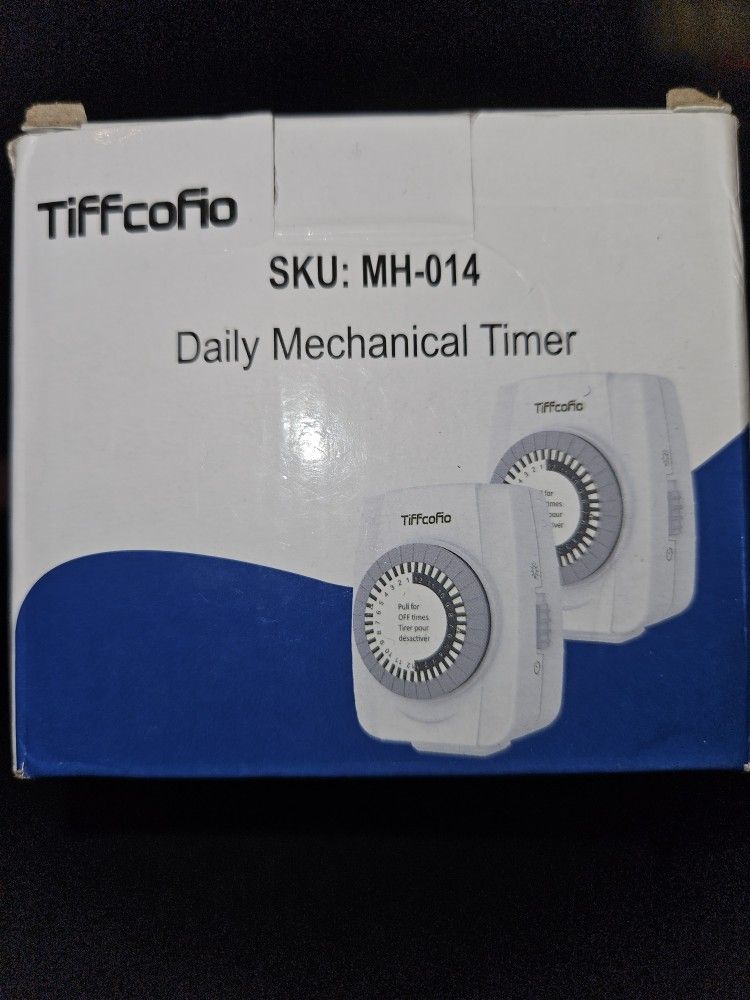 Tiffcofio
SKU: MH-014
Daily Mechanical Timer
Tiffcofio
Tiffcofio
Pull for
OFF times
Tirer pour
désactiver